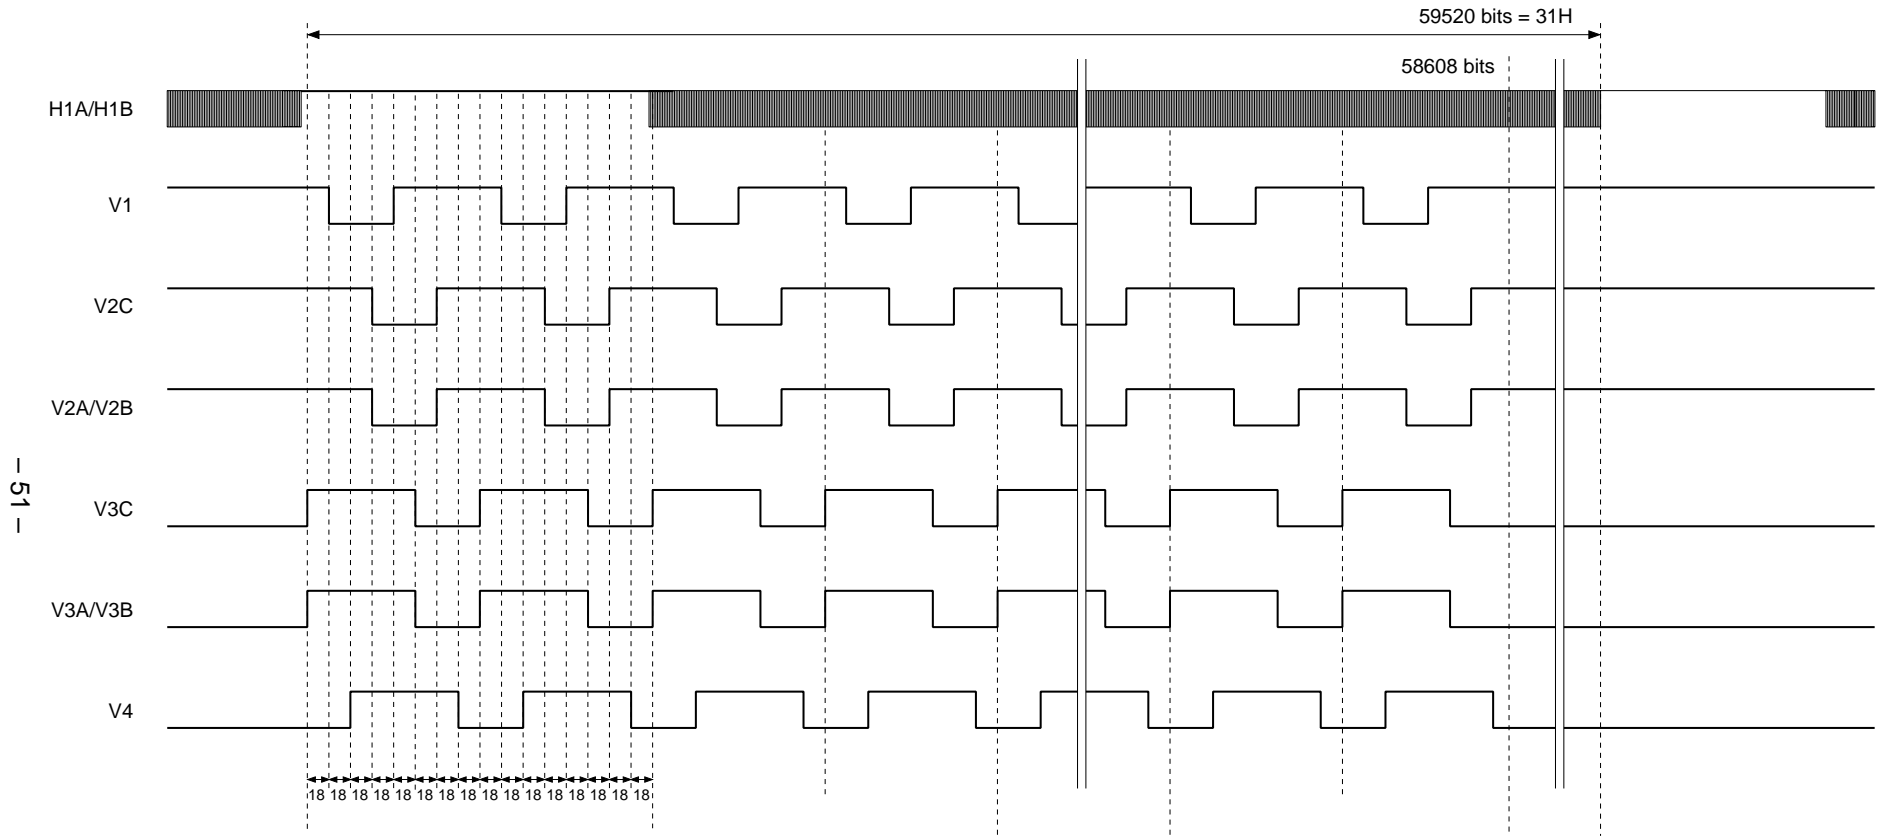 59520 bits = 31H
58608 bits
H1A/H1B
V1
V2C
V2A/V2B
V3C
– 51 –
V3A/V3B
V4
18 18 18 18 18 18 18 18 18 18 18 18 18 18 18 18